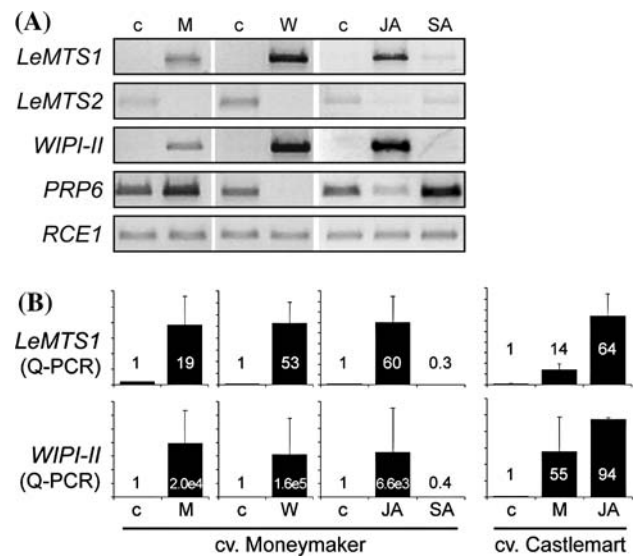 (A)
c M c W c JA SA
LeMTS1
LeMTS2
WIPI-II
PRP6
RCE1
(B)
LeMTS1
(Q-PCR)
1 19 1 53 1 60 0.3 1 14 64
WIPI-II
(Q-PCR)
1 2.0e4 1 1.6e5 1 6.6e3 0.4 1 55 94
c M c W c JA SA c M JA
cv. Moneymaker cv. Castlemart